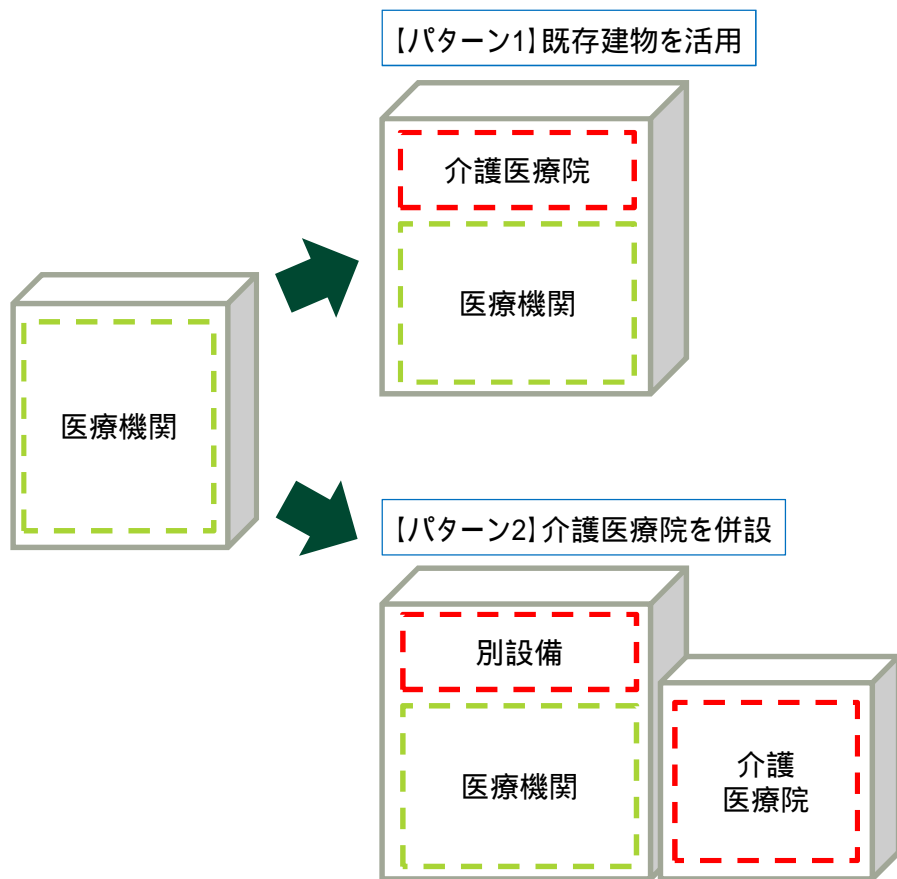 【パターン1】既存建物を活用
介護医療院
医療機関
医療機関
【パターン2】介護医療院を併設
別設備
医療機関
介護
医療院